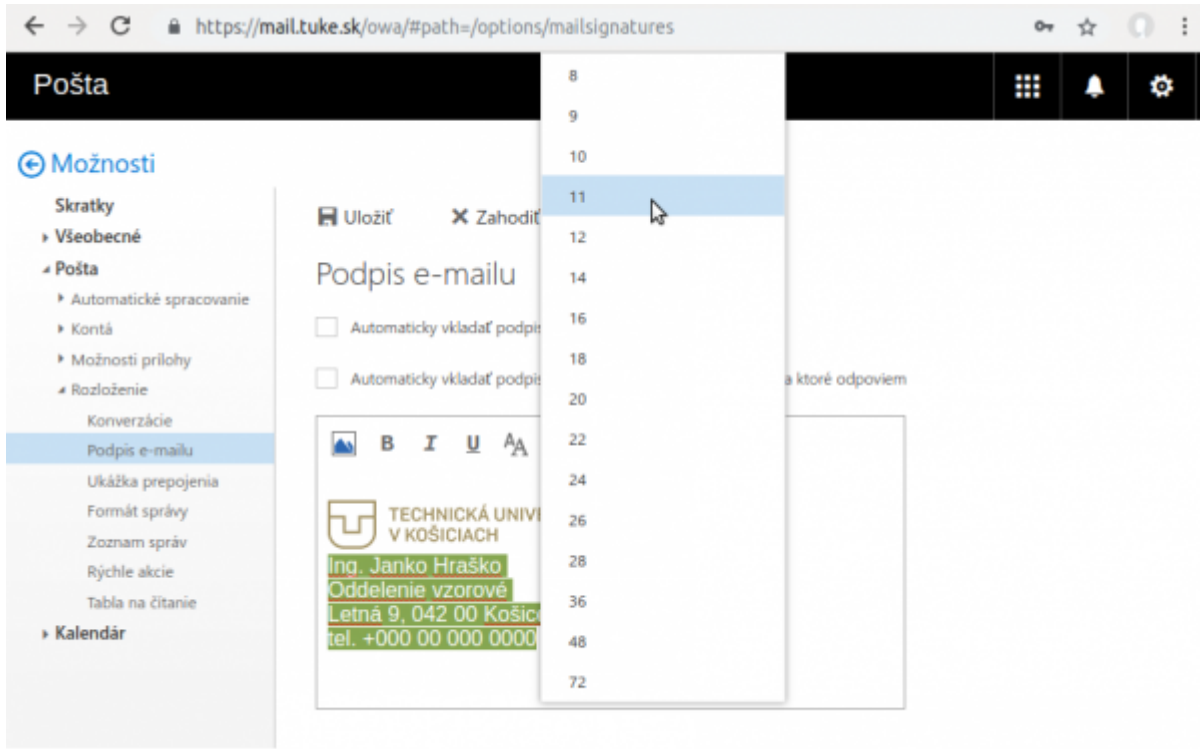 https://mail.tuke.sk/owa/#path=/options/mailsignatures
Pošta
Možnosti
Skratky
Všeobecné
Pošta
Automatické spracovanie
Kontá
Možnosti prílohy
Rozloženie
Konverzácie
Podpis e-mailu
Ukážka prepojenia
Formát správy
Zoznam správ
Rýchle akcie
Tabla na čítanie
Kalendár
Uložiť Zahodiť
Podpis e-mailu
Automaticky vkladať podpis
Automaticky vkladať podpis a ktoré odpoviem
B I U AA
TECHNICKÁ UNIV
V KOŠICIACH
Ing. Janko Hraško
Oddelenie vzorové
Letná 9, 042 00 Košic
tel. +000 00 000 0000
8
9
10
11
12
14
16
18
20
22
24
26
28
36
48
72